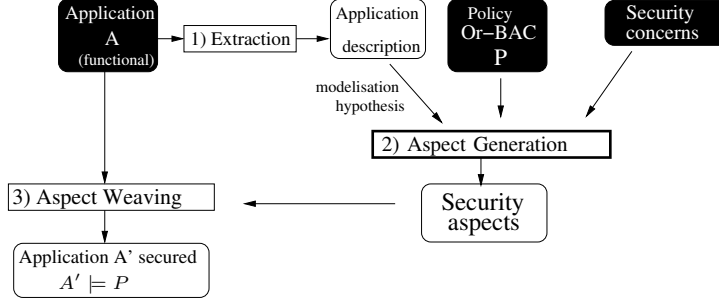 Application
A
(functional)
1) Extraction
Application
description
Policy
Or−BAC
P
Security
concerns
modelisation
hypothesis
2) Aspect Generation
3) Aspect Weaving
Security
aspects
Application A' secured
A′ ⊨ P